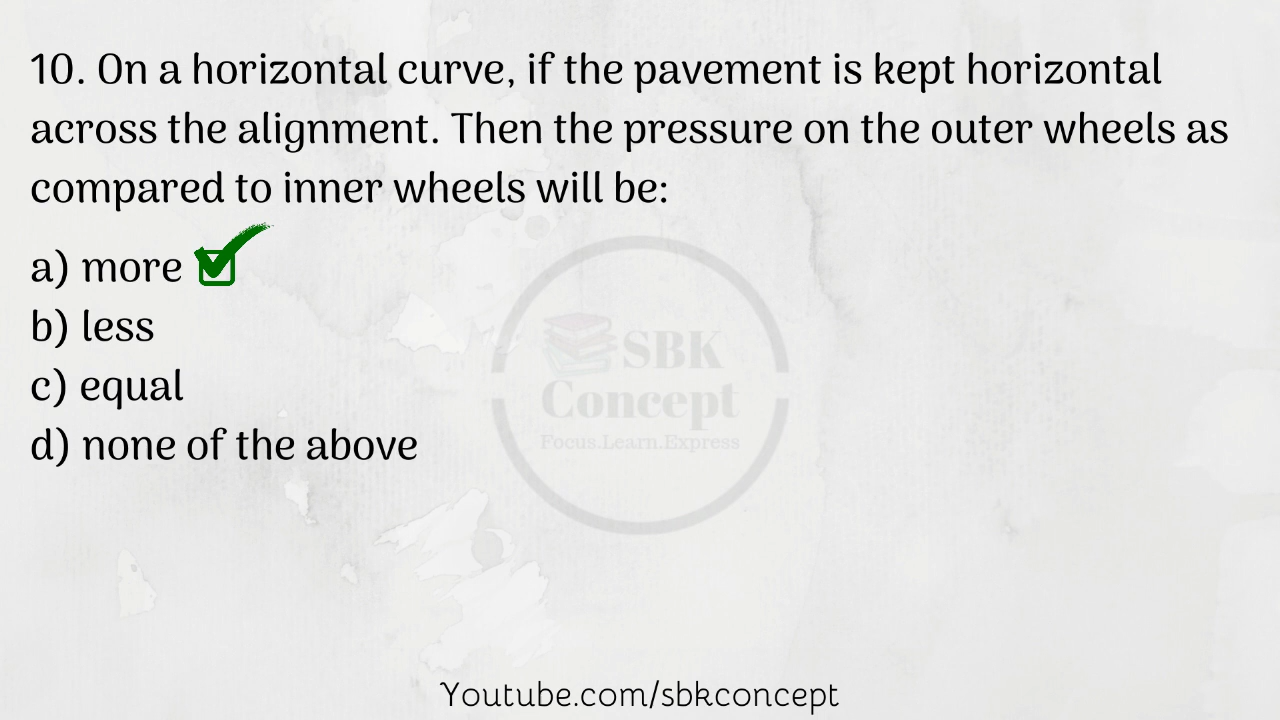 10. On a horizontal curve, if the pavement is kept horizontal
across the alignment. Then the pressure on the outer wheels as
compared to inner wheels will be:
a) more
b) less
c) equal
d) none of the above
SBK
Concept
Focus.Learn.Express
Youtube.com/sbkconcept